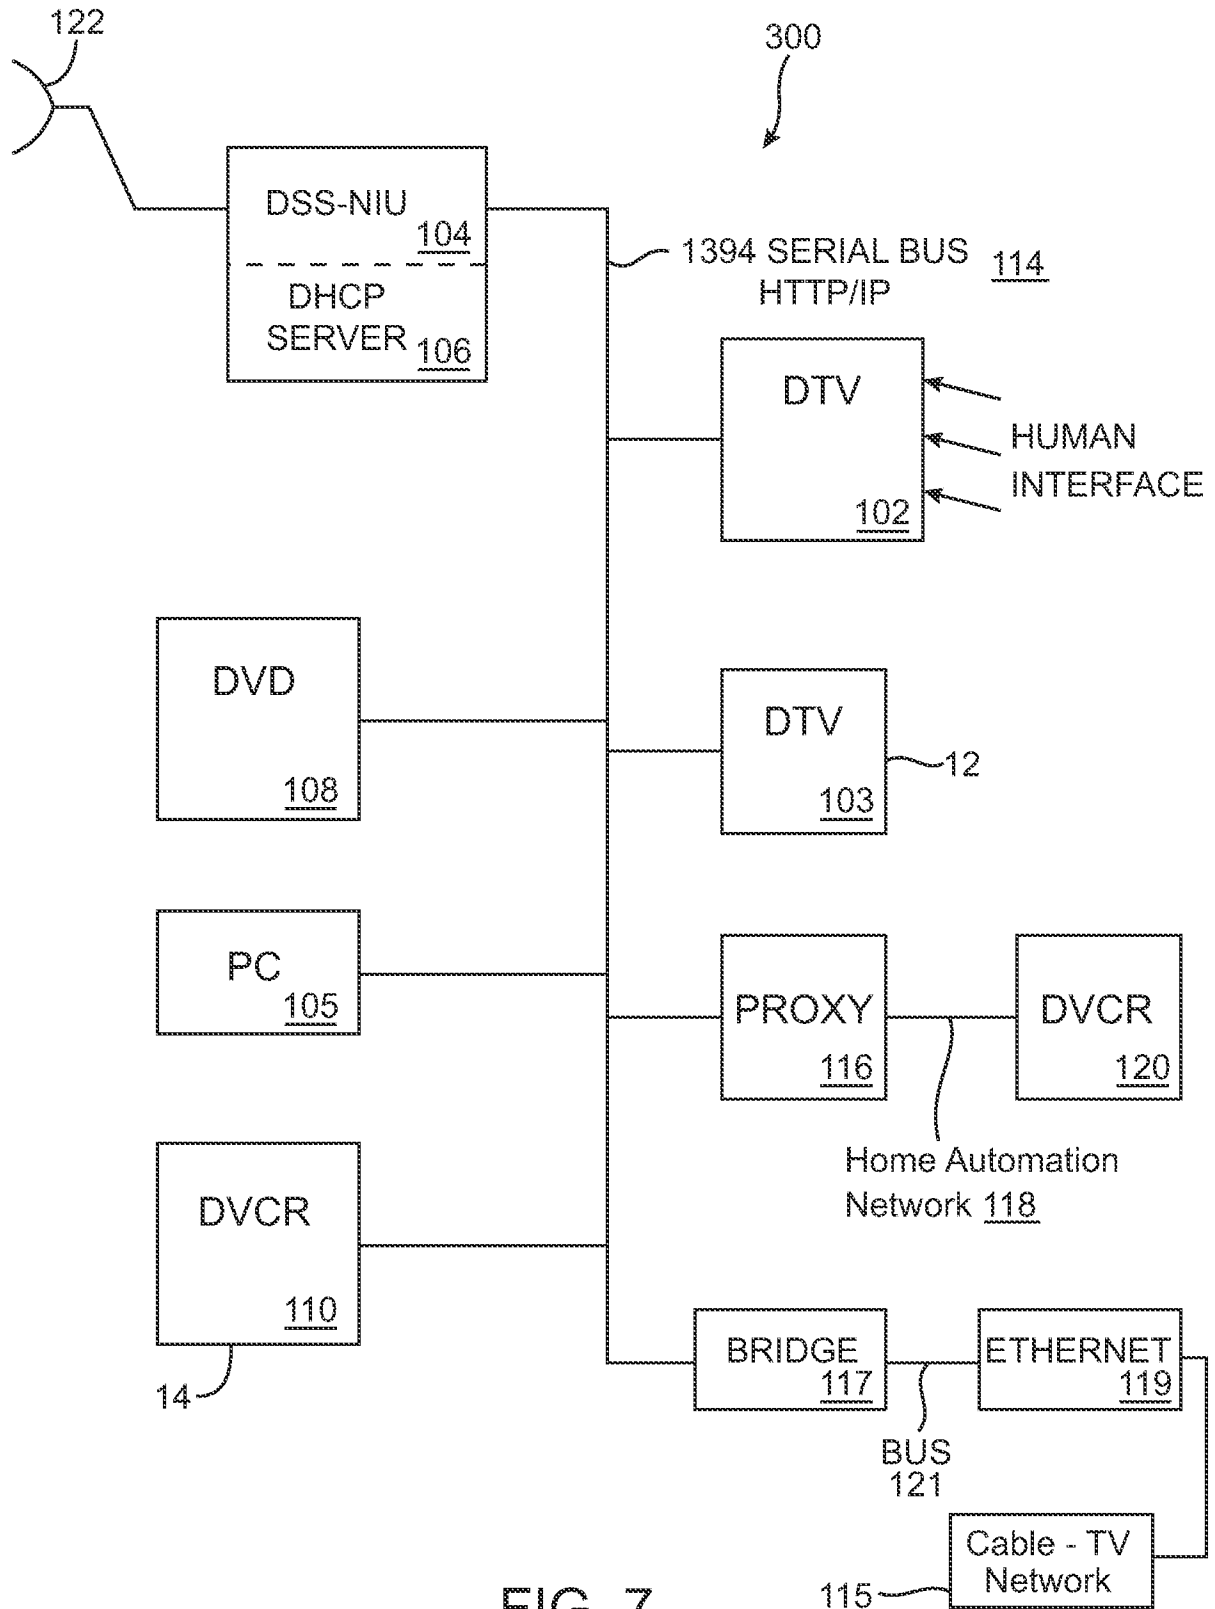 122
300
DSS-NIU
104
DHCP
SERVER 106
1394 SERIAL BUS
HTTP/IP
114
DTV
102
HUMAN
INTERFACE
DVD
108
DTV
103
12
PC
105
PROXY
116
DVCR
120
Home Automation
Network 118
DVCR
110
14
BRIDGE
117
ETHERNET
119
BUS
121
Cable - TV
Network
115
FIG. 7